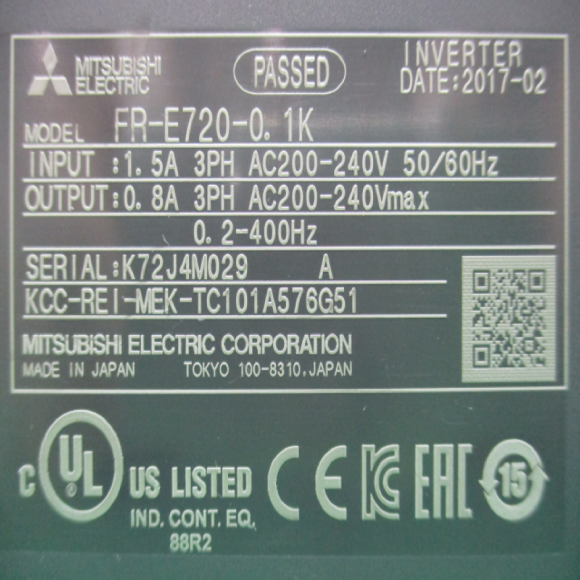 MITSUBISHI
ELECTRIC
PASSED
INVERTER
DATE:2017-02
MODEL FR-E720-0.1K
INPUT :1.5A 3PH AC200-240V 50/60Hz
OUTPUT:0.8A 3PH AC200-240Vmax
0.2-400Hz
SERIAL:K72J4M029 A
KCC-REI-MEK-TC101A576G51
MITSUBISHI ELECTRIC CORPORATION
MADE IN JAPAN TOKYO 100-8310,JAPAN
C UL US LISTED
IND. CONT. EQ.
88R2
CE KC EAC 15